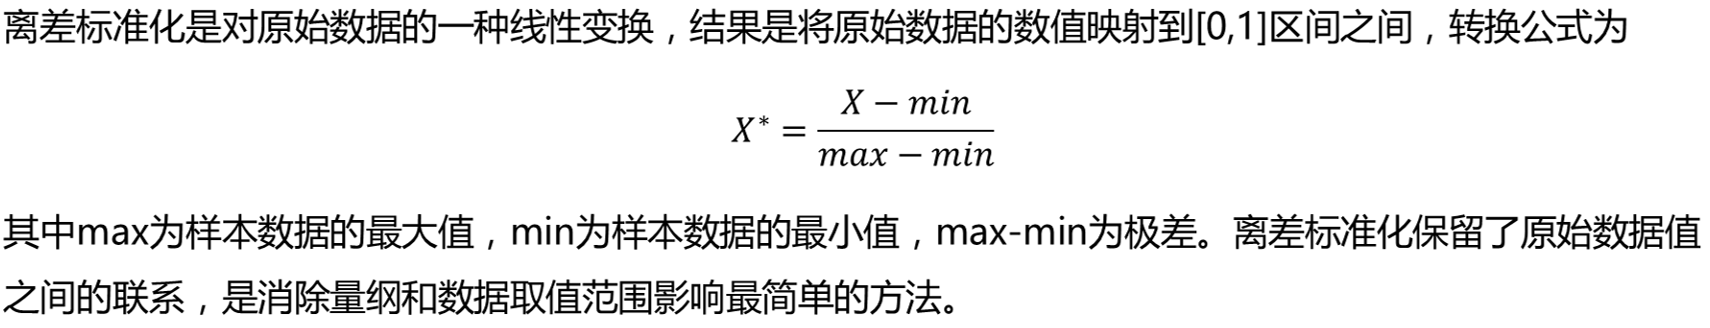 离差标准化是对原始数据的一种线性变换，结果是将原始数据的数值映射到[0,1]区间之间，转换公式为
X* = (X − min) / (max − min)
其中max为样本数据的最大值，min为样本数据的最小值，max-min为极差。离差标准化保留了原始数据值
之间的联系，是消除量纲和数据取值范围影响最简单的方法。